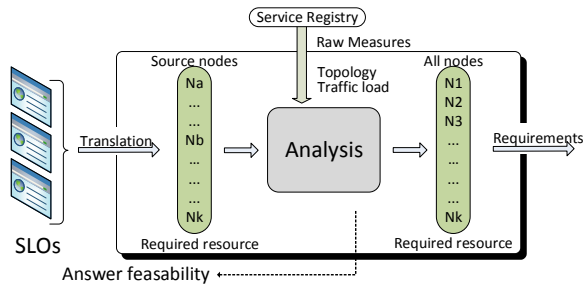 Service Registry
Raw Measures
Source nodes
Topology
Traffic load
All nodes
Na
...
...
Nb
...
...
...
Nk
N1
N2
N3
...
...
...
...
Nk
Translation
Analysis
Requirements
SLOs
Required resource
Required resource
Answer feasability